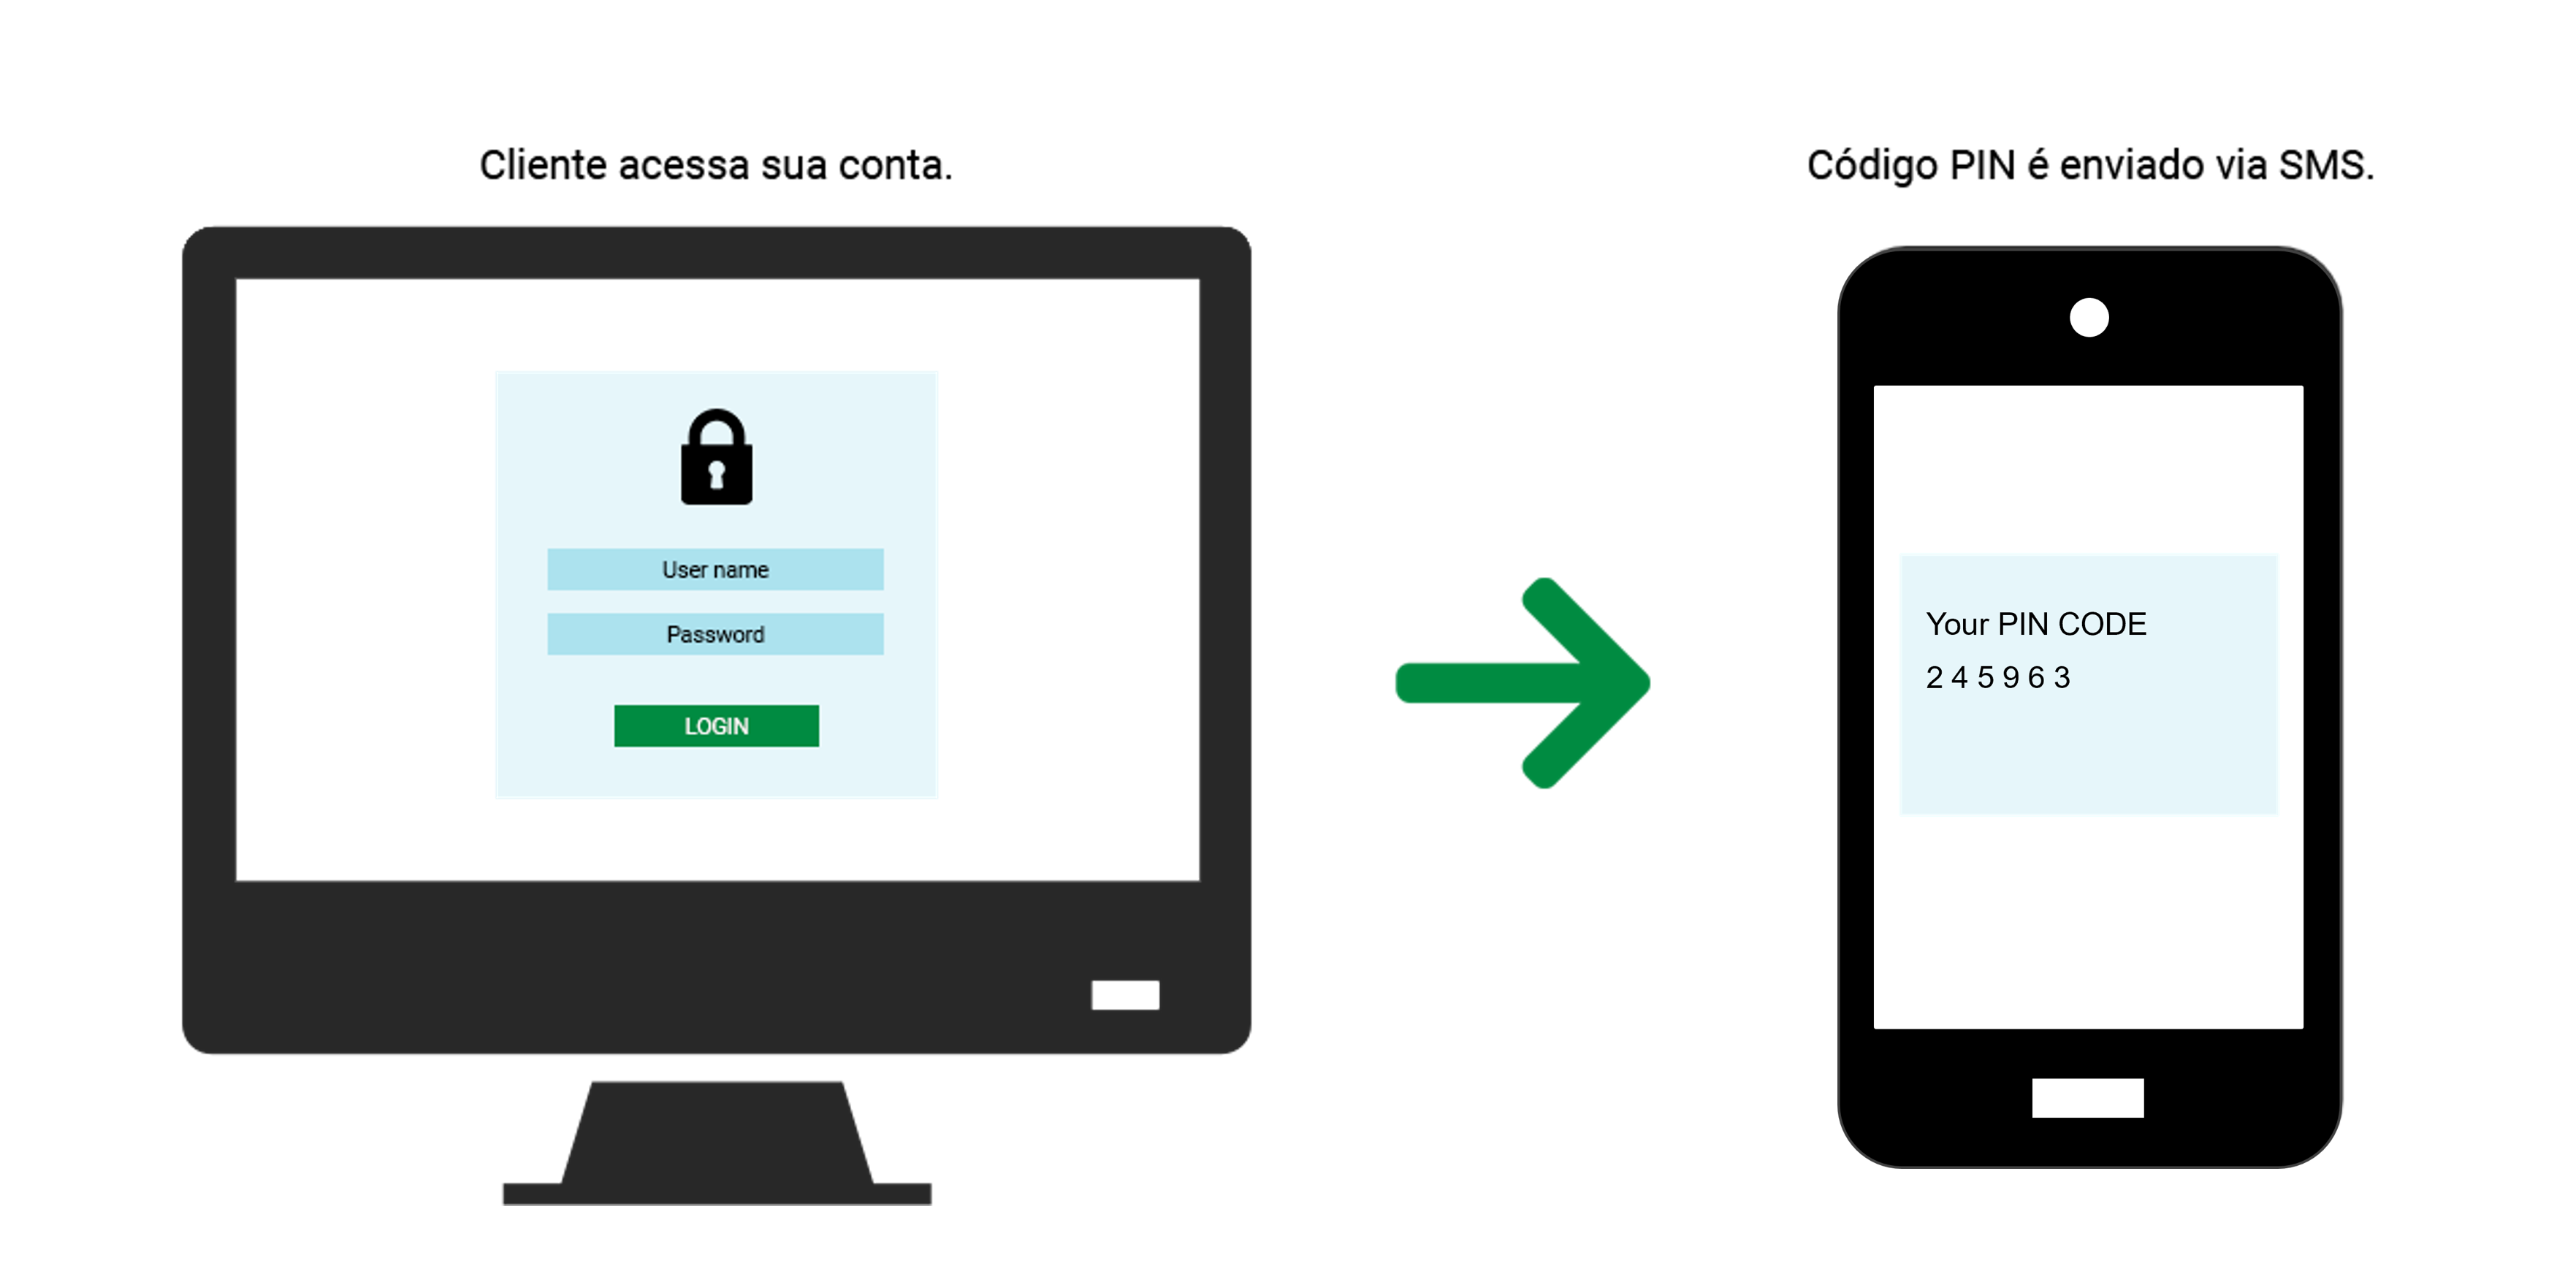 Cliente acessa sua conta.
User name
Password
LOGIN
Código PIN é enviado via SMS.
Your PIN CODE
2 4 5 9 6 3